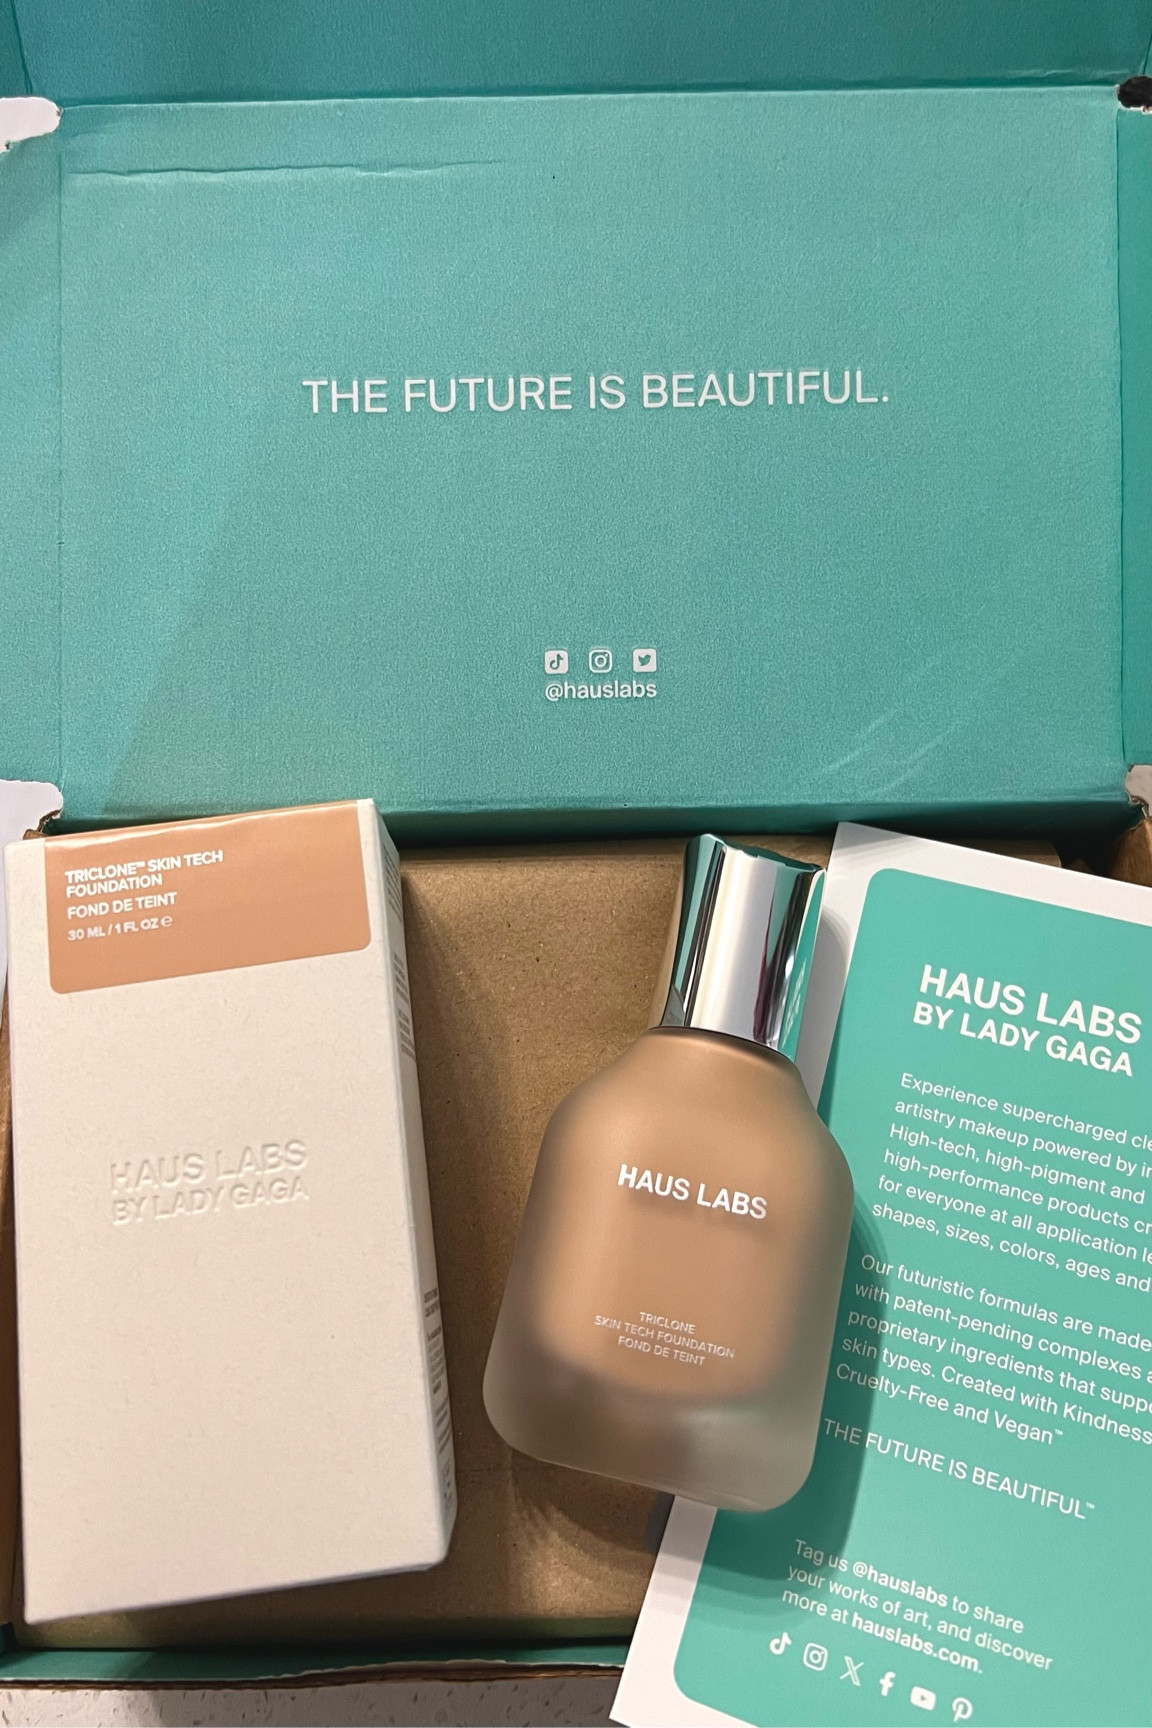 THE FUTURE IS BEAUTIFUL.
@hauslabs
TRICLONE™ SKIN TECH
FOUNDATION
FOND DE TEINT
30 ML / 1 FL OZ ℮
HAUS LABS
BY LADY GAGA
HAUS LABS
TRICLONE
SKIN TECH FOUNDATION
FOND DE TEINT
HAUS LABS
BY LADY GAGA
Experience supercharged
artistry makeup powered by
High-tech, high-pigment and
high-performance products
for everyone at all application
shapes, sizes, colors, ages and
Our futuristic formulas are made
with patent-pending complexes
proprietary ingredients that
skin types. Created with Kindness
Cruelty-Free and Vegan™
THE FUTURE IS BEAUTIFUL™
Tag us @hauslabs to share
your works of art, and discover
more at hauslabs.com.